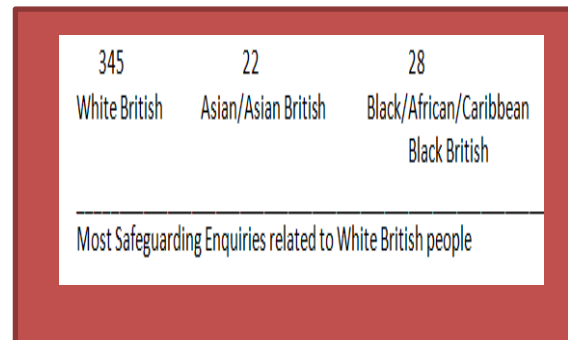 345 22 28
White British Asian/Asian British Black/African/Caribbean
Black British
Most Safeguarding Enquiries related to White British people